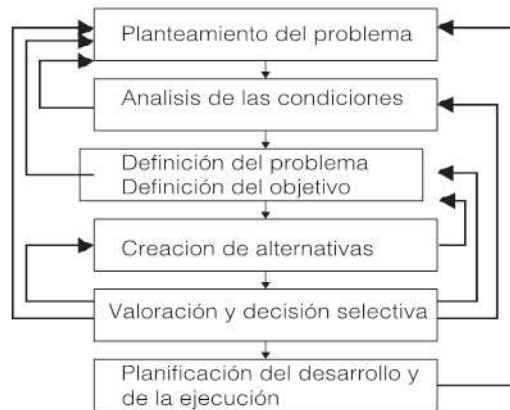 Planteamiento del problema
Analisis de las condiciones
Definición del problema
Definición del objetivo
Creacion de alternativas
Valoración y decisión selectiva
Planificación del desarrollo y
de la ejecución